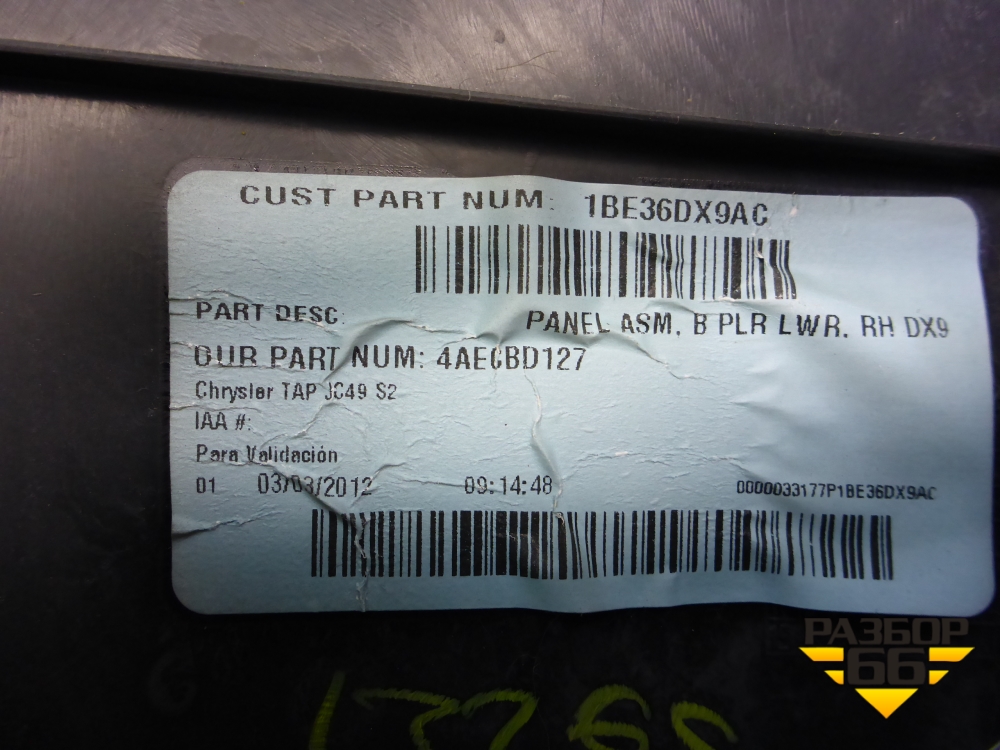 CUST PART NUM: 1BE36DX9AC
PART DESC: PANEL ASM, B PLR LWR, RH DX9
OUR PART NUM: 4AECBD127
Chrysler TAP JC49 S2
IAA #:
Para Validación
01 03/03/2012 09:14:48 0000033177P1BE36DX9AC
РАЗБОР
66